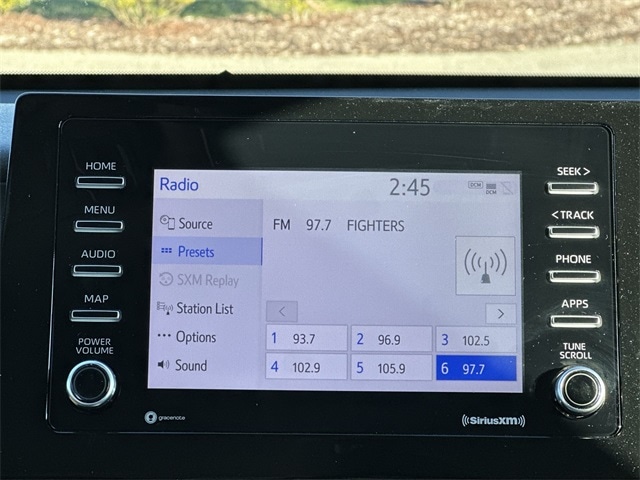 HOME
MENU
AUDIO
MAP
POWER
VOLUME
Radio
2:45
DCM
DCM
Source
Presets
SXM Replay
Station List
Options
Sound
FM 97.7 FIGHTERS
<
>
1 93.7
2 96.9
3 102.5
4 102.9
5 105.9
6 97.7
SEEK >
< TRACK
PHONE
APPS
TUNE
SCROLL
gracenote
((SiriusXM))